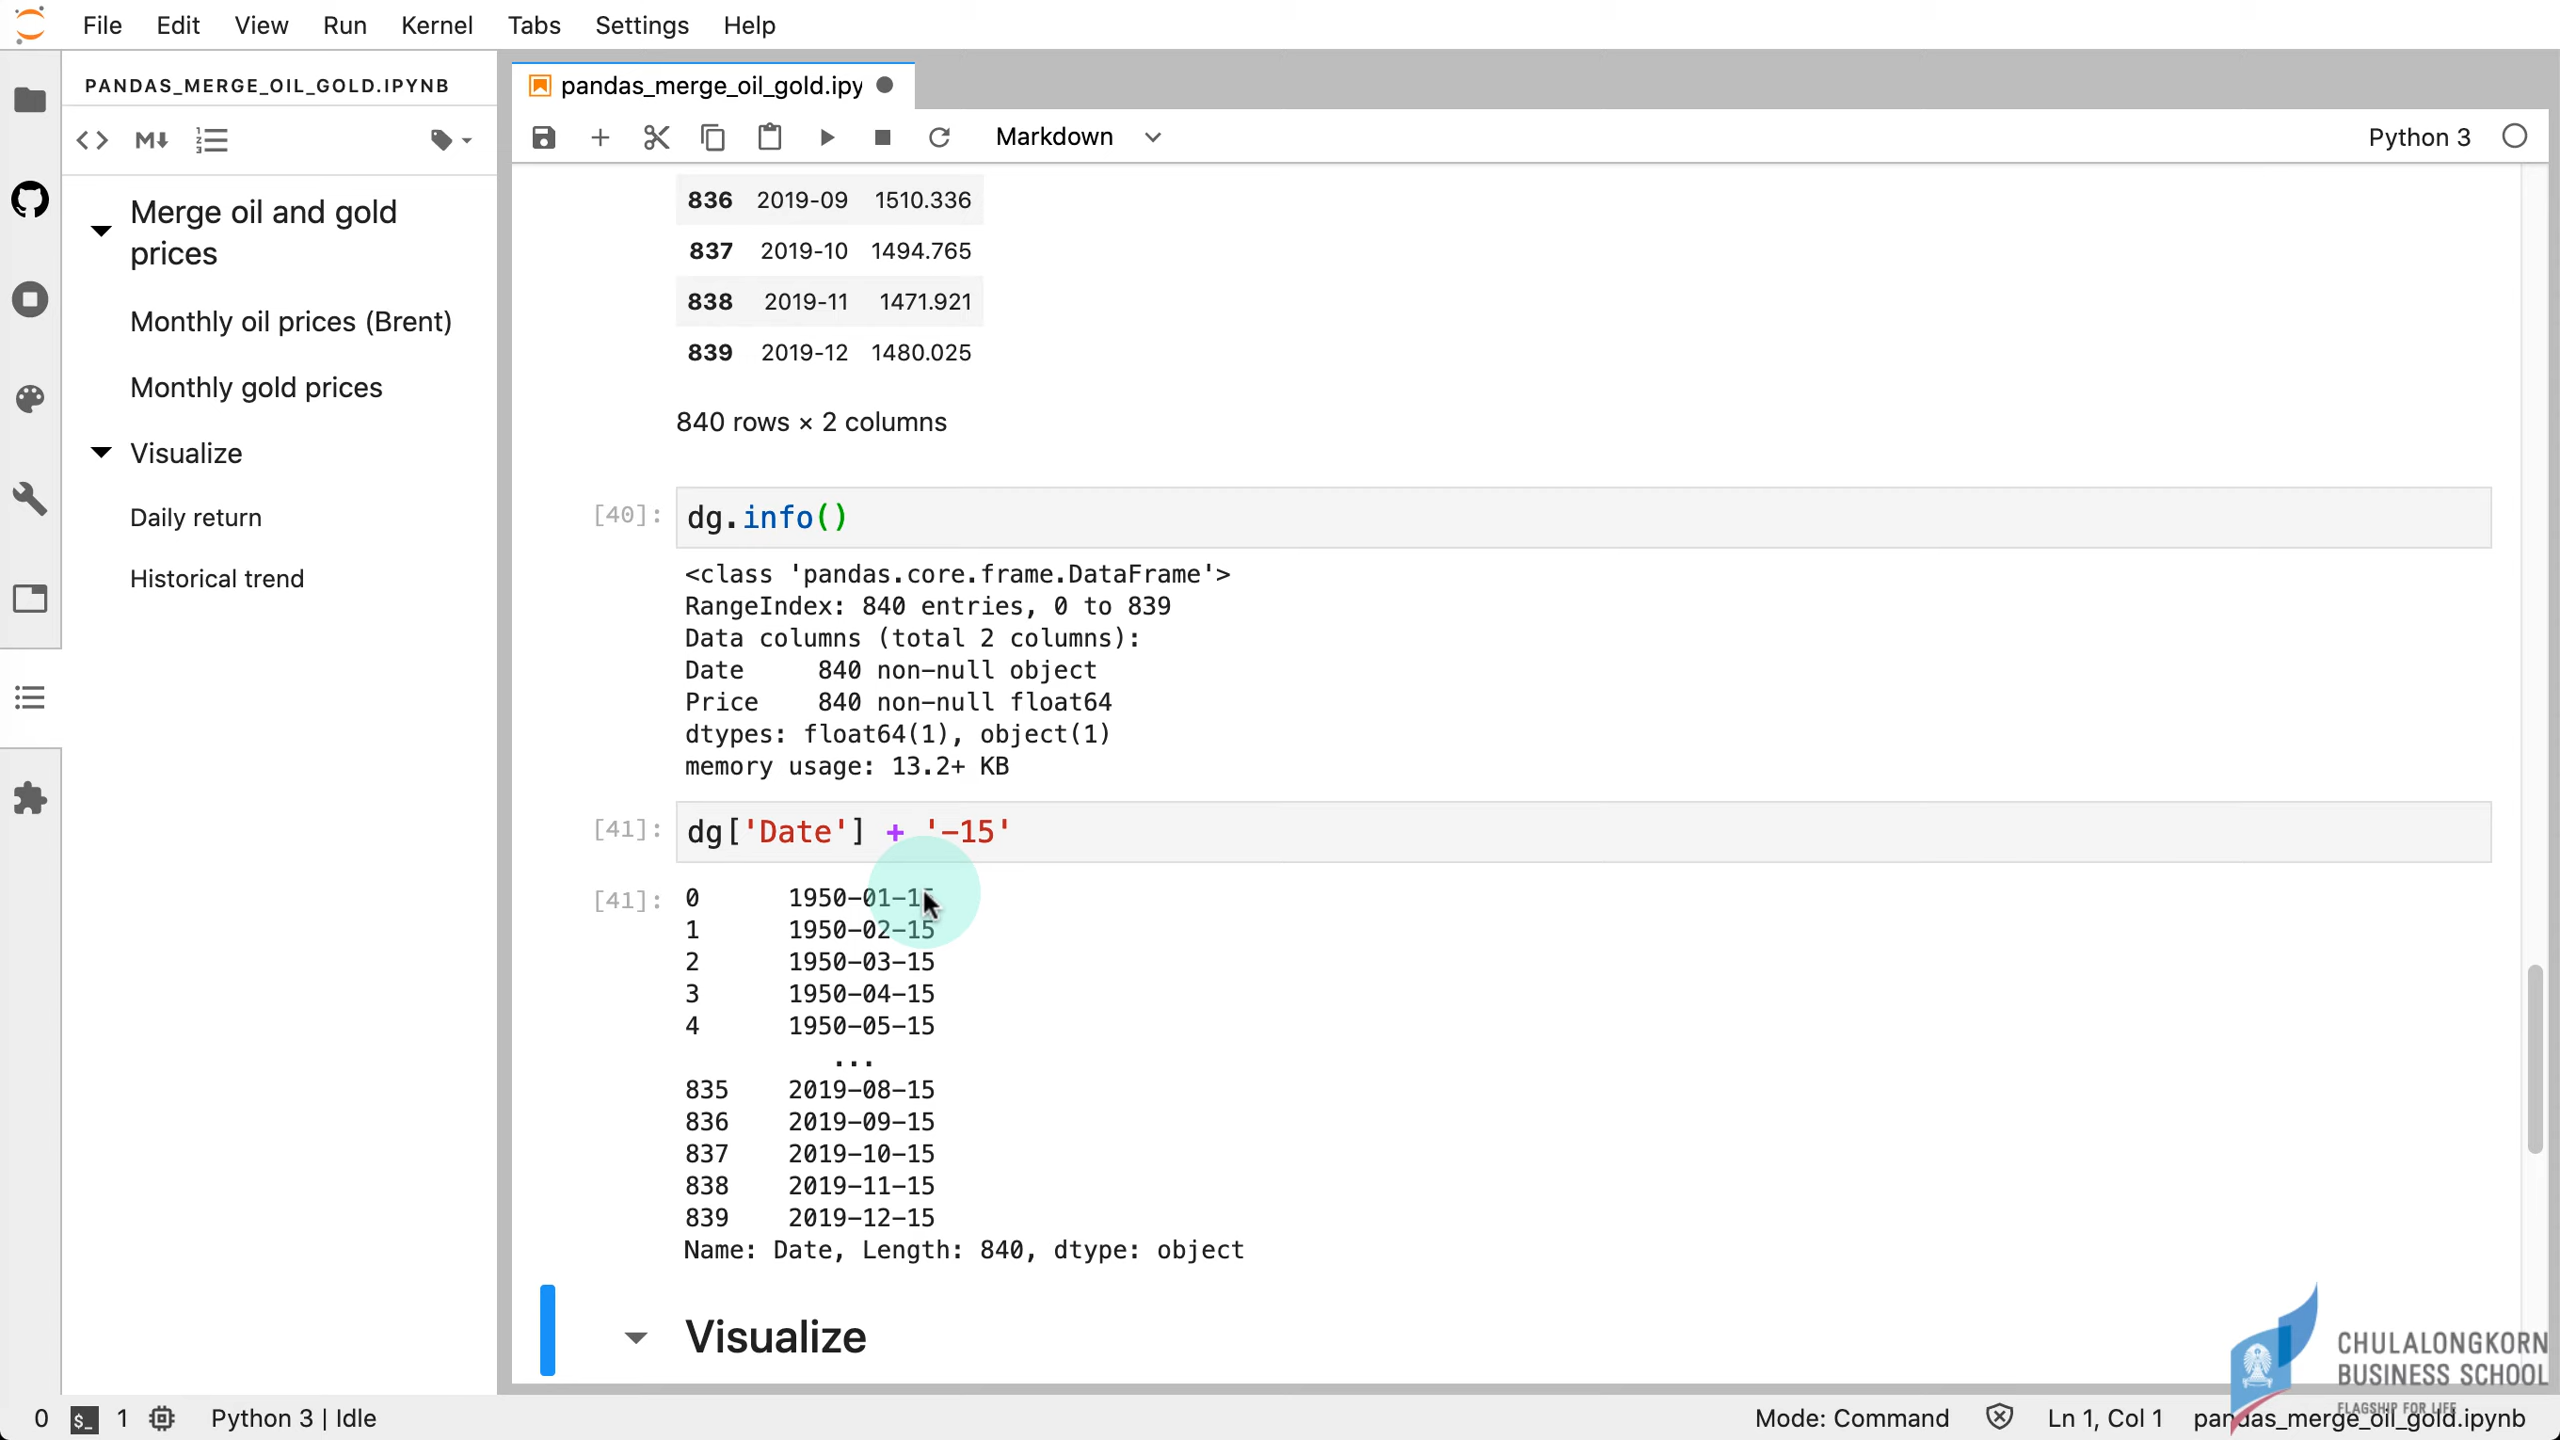 File Edit View Run Kernel Tabs Settings Help
PANDAS_MERGE_OIL_GOLD.IPYNB
M
Merge oil and gold
prices
Monthly oil prices (Brent)
Monthly gold prices
Visualize
Daily return
Historical trend
pandas_merge_oil_gold.ipy
Markdown
Python 3
836 2019-09 1510.336
837 2019-10 1494.765
838 2019-11 1471.921
839 2019-12 1480.025
840 rows × 2 columns
[40]: dg.info()
<class 'pandas.core.frame.DataFrame'>
RangeIndex: 840 entries, 0 to 839
Data columns (total 2 columns):
Date 840 non-null object
Price 840 non-null float64
dtypes: float64(1), object(1)
memory usage: 13.2+ KB
[41]: dg['Date'] + '-15'
[41]: 0 1950-01-15
1 1950-02-15
2 1950-03-15
3 1950-04-15
4 1950-05-15
...
835 2019-08-15
836 2019-09-15
837 2019-10-15
838 2019-11-15
839 2019-12-15
Name: Date, Length: 840, dtype: object
Visualize
CHULALONGKORN
BUSINESS SCHOOL
FLAGSHIP FOR LIFE
0 $_ 1 Python 3 | Idle
Mode: Command Ln 1, Col 1 pandas_merge_oil_gold.ipynb